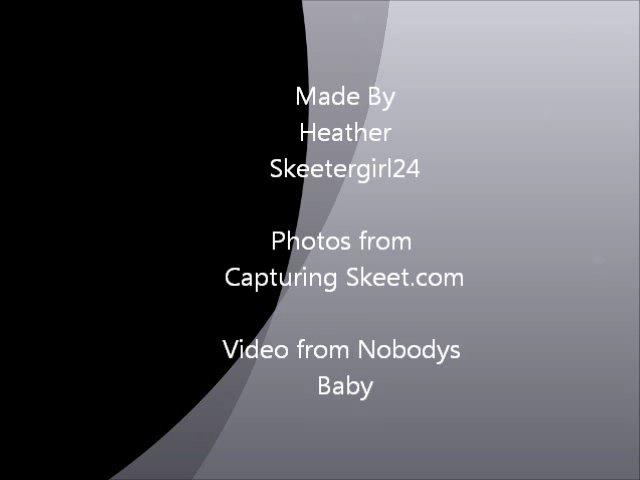 Made By
Heather
Skeetergirl24
Photos from
Capturing Skeet.com
Video from Nobodys
Baby